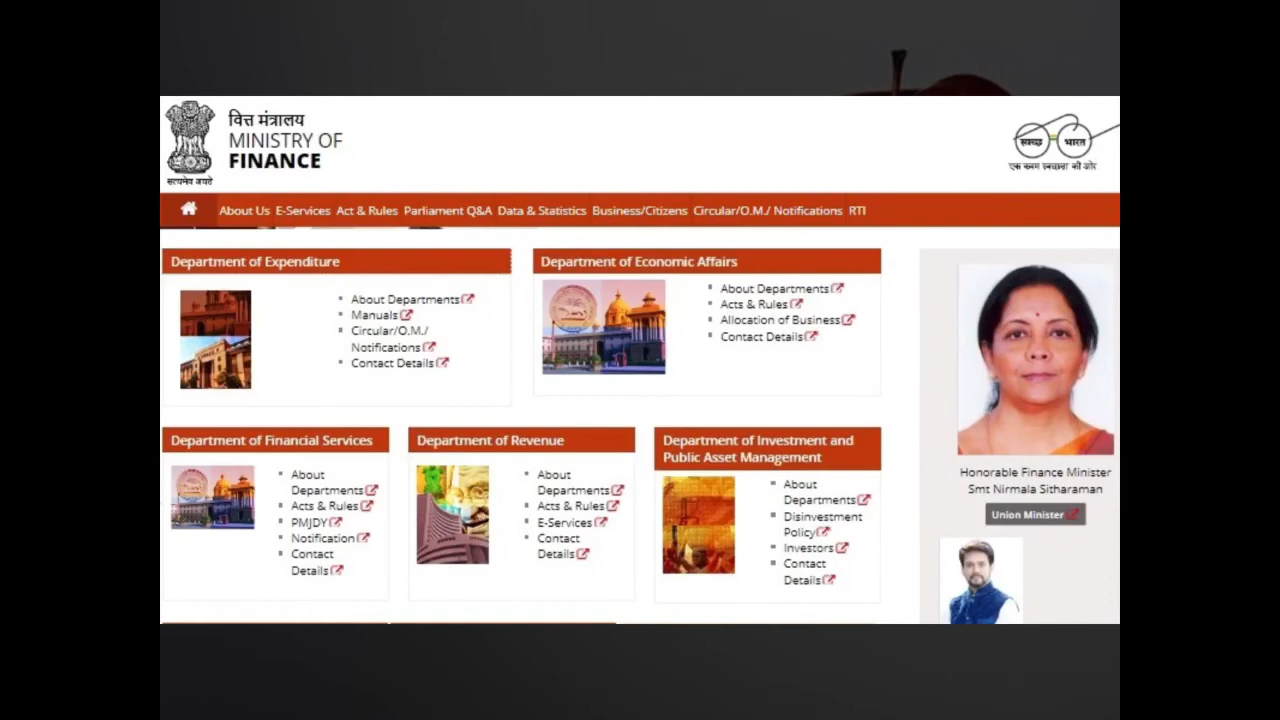 वित्त मंत्रालय
MINISTRY OF
FINANCE
सत्यमेव जयते
स्वच्छ भारत
एक कदम स्वच्छता की ओर
About Us E-Services Act & Rules Parliament Q&A Data & Statistics Business/Citizens Circular/O.M./ Notifications RTI
Department of Expenditure
About Departments
Manuals
Circular/O.M./
Notifications
Contact Details
Department of Economic Affairs
About Departments
Acts & Rules
Allocation of Business
Contact Details
Department of Financial Services
About
Departments
Acts & Rules
PMJDY
Notification
Contact
Details
Department of Revenue
About
Departments
Acts & Rules
E-Services
Contact
Details
Department of Investment and
Public Asset Management
About
Departments
Disinvestment
Policy
Investors
Contact
Details
Honorable Finance Minister
Smt Nirmala Sitharaman
Union Minister